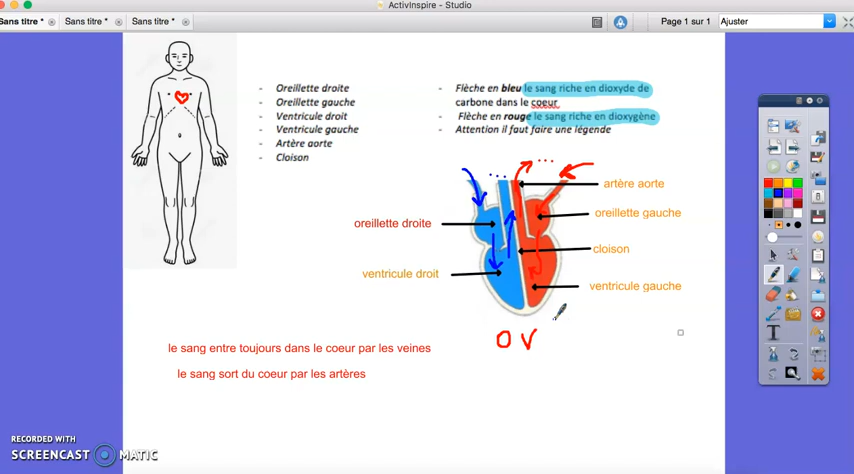 ActivInspire - Studio
Sans titre *
Sans titre *
Sans titre *
Page 1 sur 1
Ajuster
- Oreillette droite
- Oreillette gauche
- Ventricule droit
- Ventricule gauche
- Artère aorte
- Cloison
- Flèche en bleu le sang riche en dioxyde de
carbone dans le coeur
- Flèche en rouge le sang riche en dioxygène
- Attention il faut faire une légende
...
...
artère aorte
oreillette gauche
oreillette droite
cloison
ventricule droit
ventricule gauche
O V
le sang entre toujours dans le coeur par les veines
le sang sort du coeur par les artères
RECORDED WITH
SCREENCAST MATIC